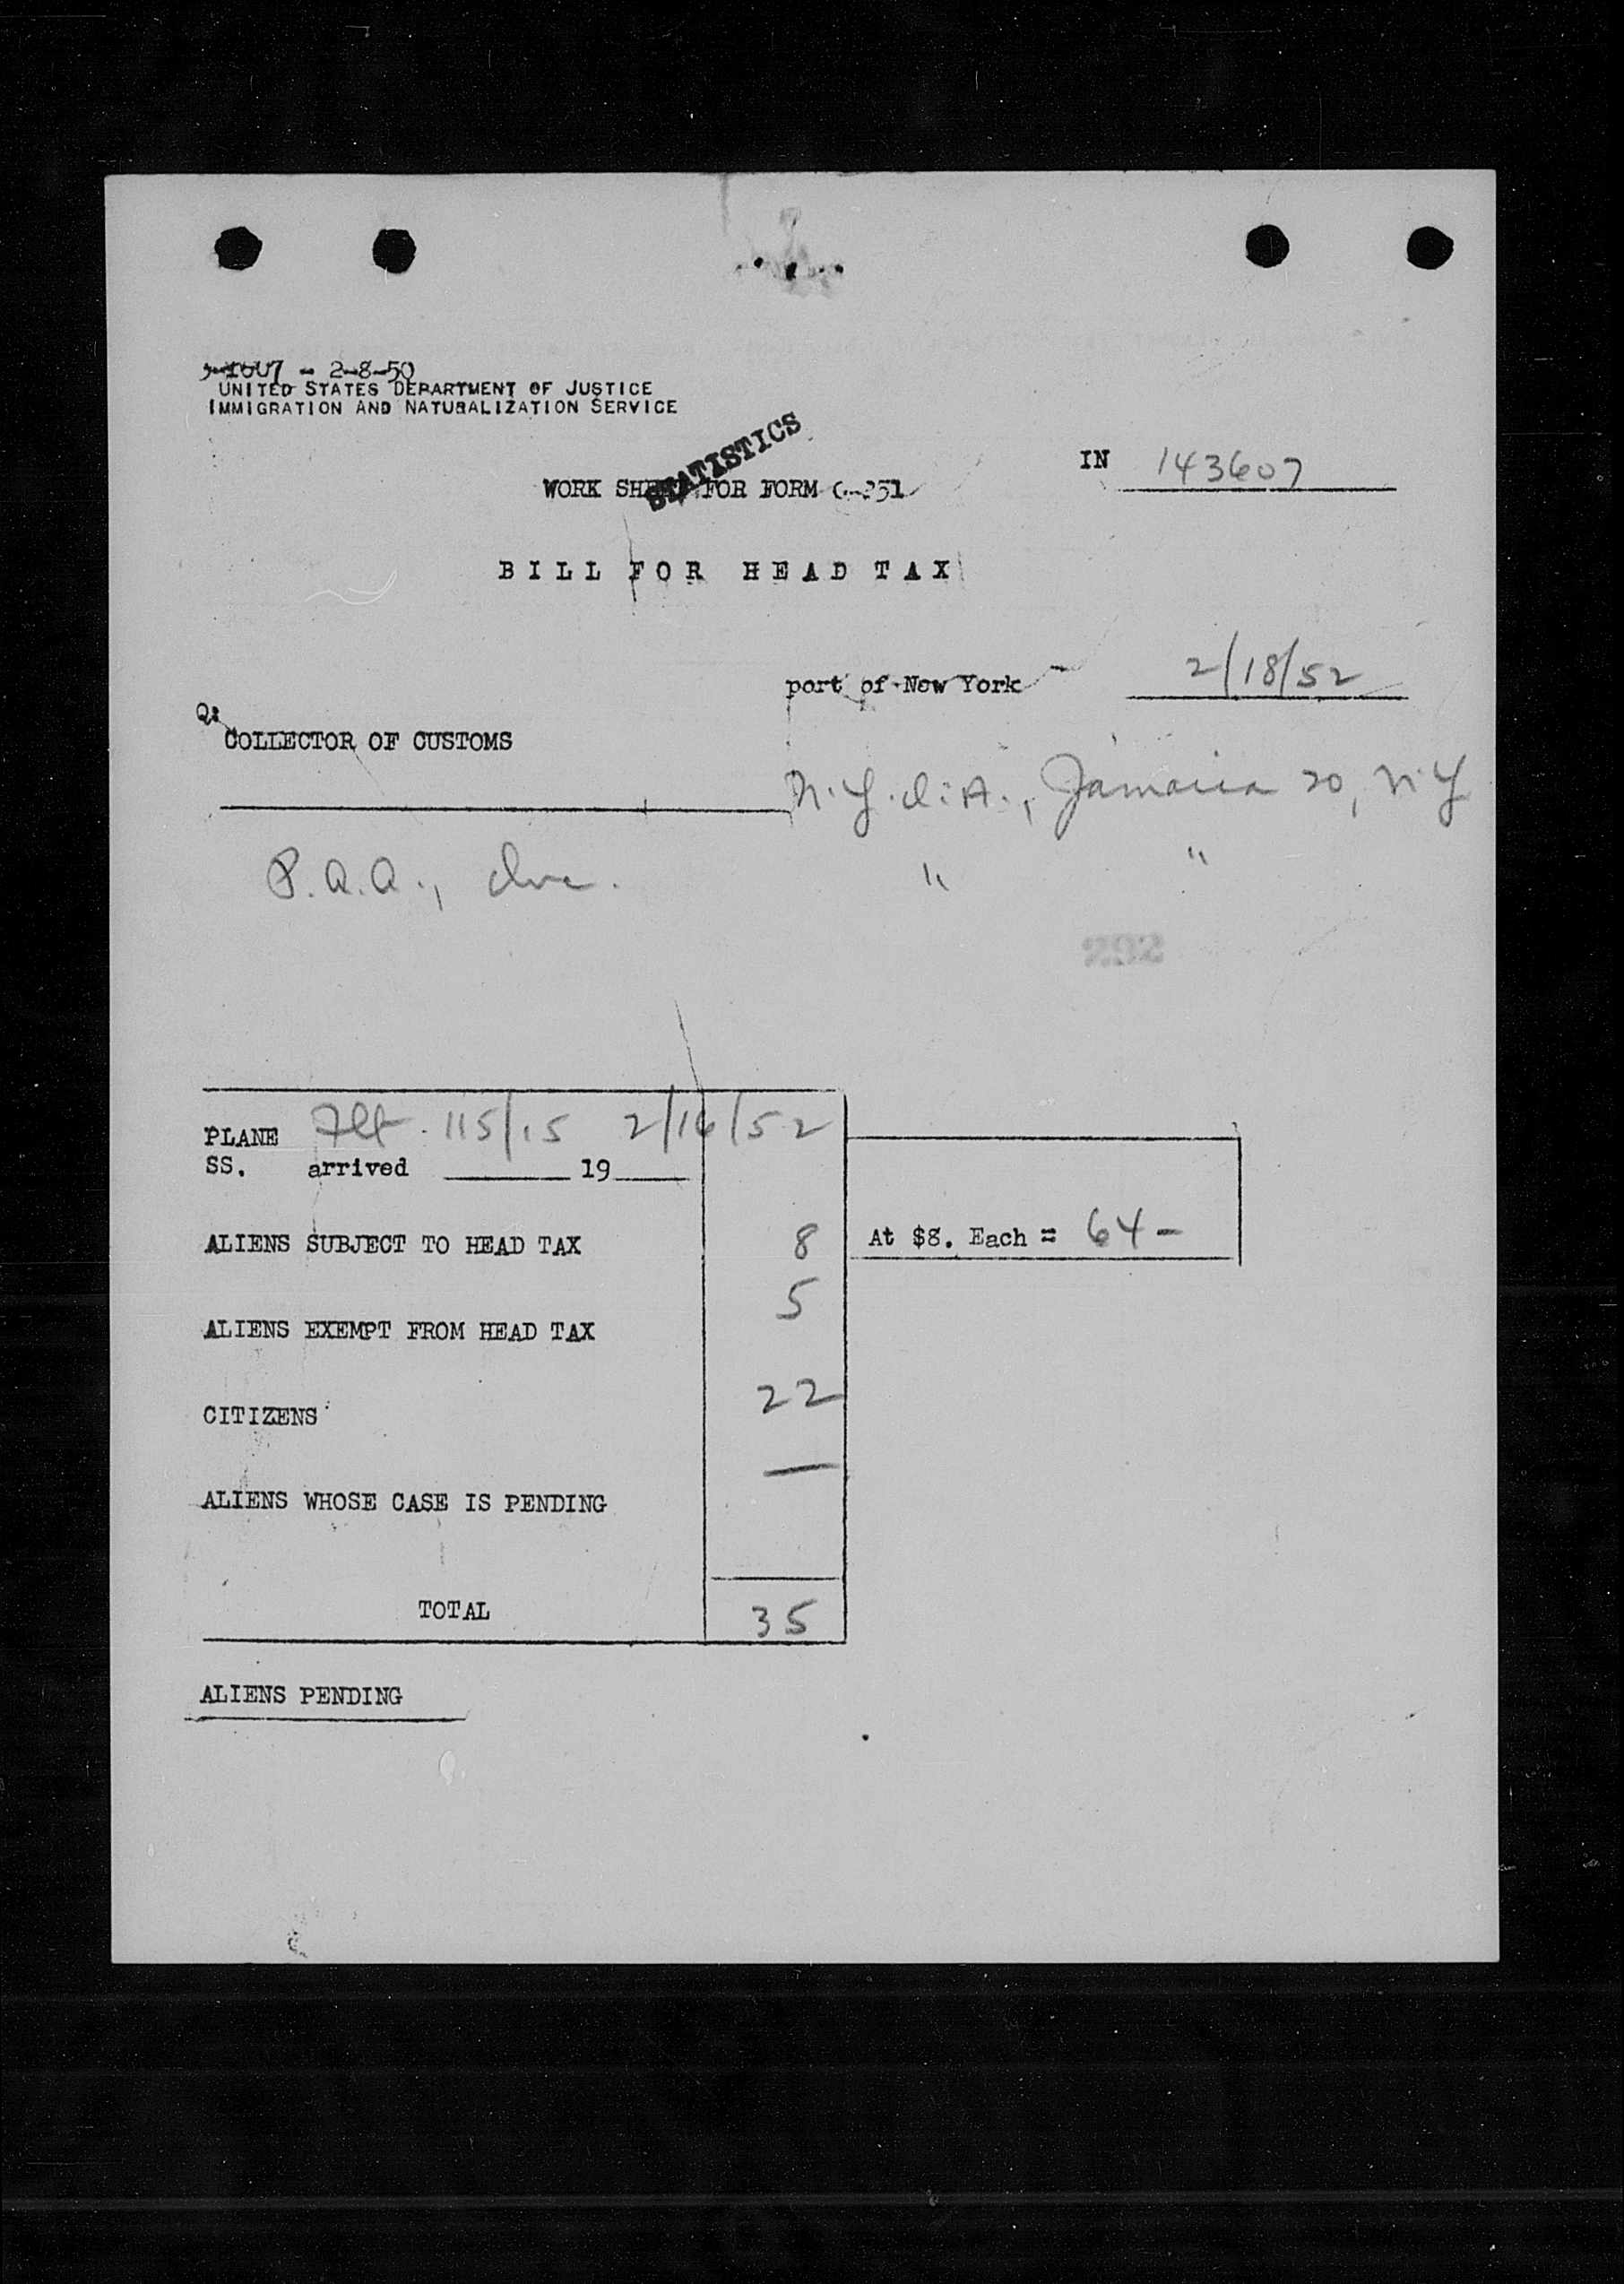 - 2-8-50
UNITED STATES DEPARTMENT OF JUSTICE
IMMIGRATION AND NATURALIZATION SERVICE
STATISTICS
IN 143607
WORK SHEET FOR FORM G-251
BILL FOR HEAD TAX
port of New York 2/18/52
COLLECTOR OF CUSTOMS
N.Y.I.A., Jamaica 20, N.Y
P.A.A., Inc. " "
292
PLANE Flt. 115/15 2/16/52
SS. arrived 19
ALIENS SUBJECT TO HEAD TAX 8 At $8. Each = 64-
ALIENS EXEMPT FROM HEAD TAX 5
CITIZENS 22
ALIENS WHOSE CASE IS PENDING —
TOTAL 35
ALIENS PENDING